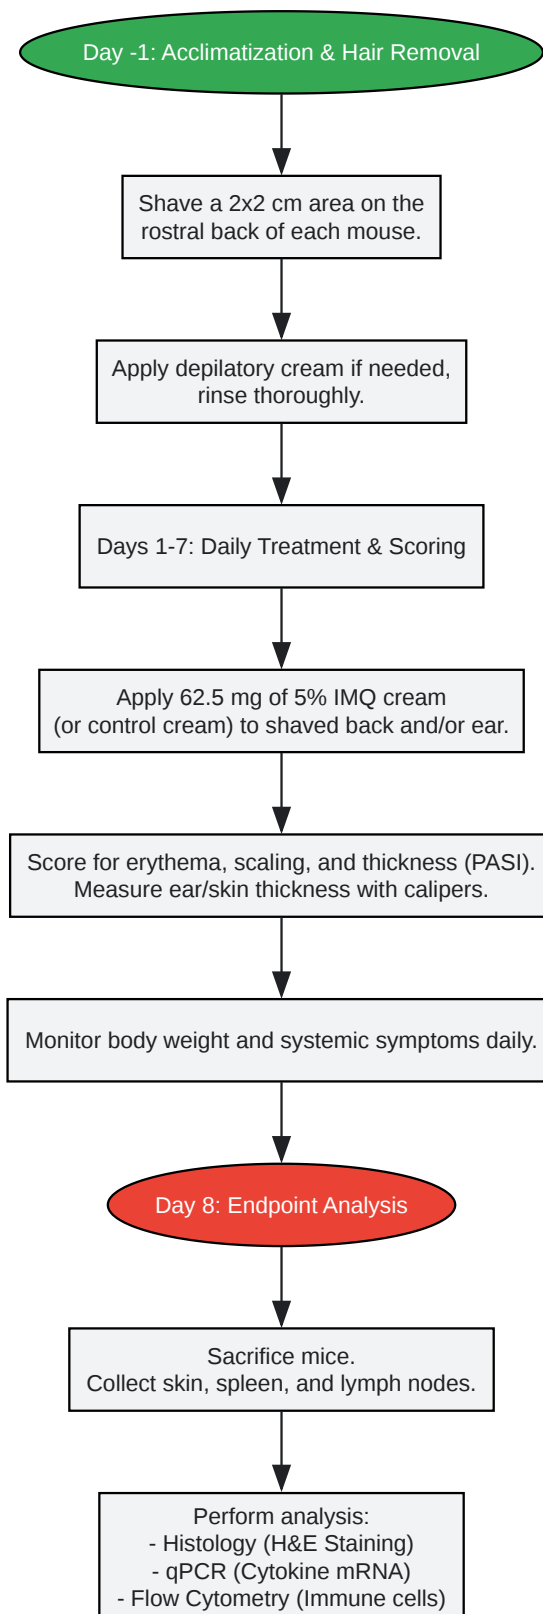 Day -1: Acclimatization & Hair Removal
Shave a 2x2 cm area on the
rostral back of each mouse.
Apply depilatory cream if needed,
rinse thoroughly.
Days 1-7: Daily Treatment & Scoring
Apply 62.5 mg of 5% IMQ cream
(or control cream) to shaved back and/or ear.
Score for erythema, scaling, and thickness (PASI).
Measure ear/skin thickness with calipers.
Monitor body weight and systemic symptoms daily.
Day 8: Endpoint Analysis
Sacrifice mice.
Collect skin, spleen, and lymph nodes.
Perform analysis:
- Histology (H&E Staining)
- qPCR (Cytokine mRNA)
- Flow Cytometry (Immune cells)